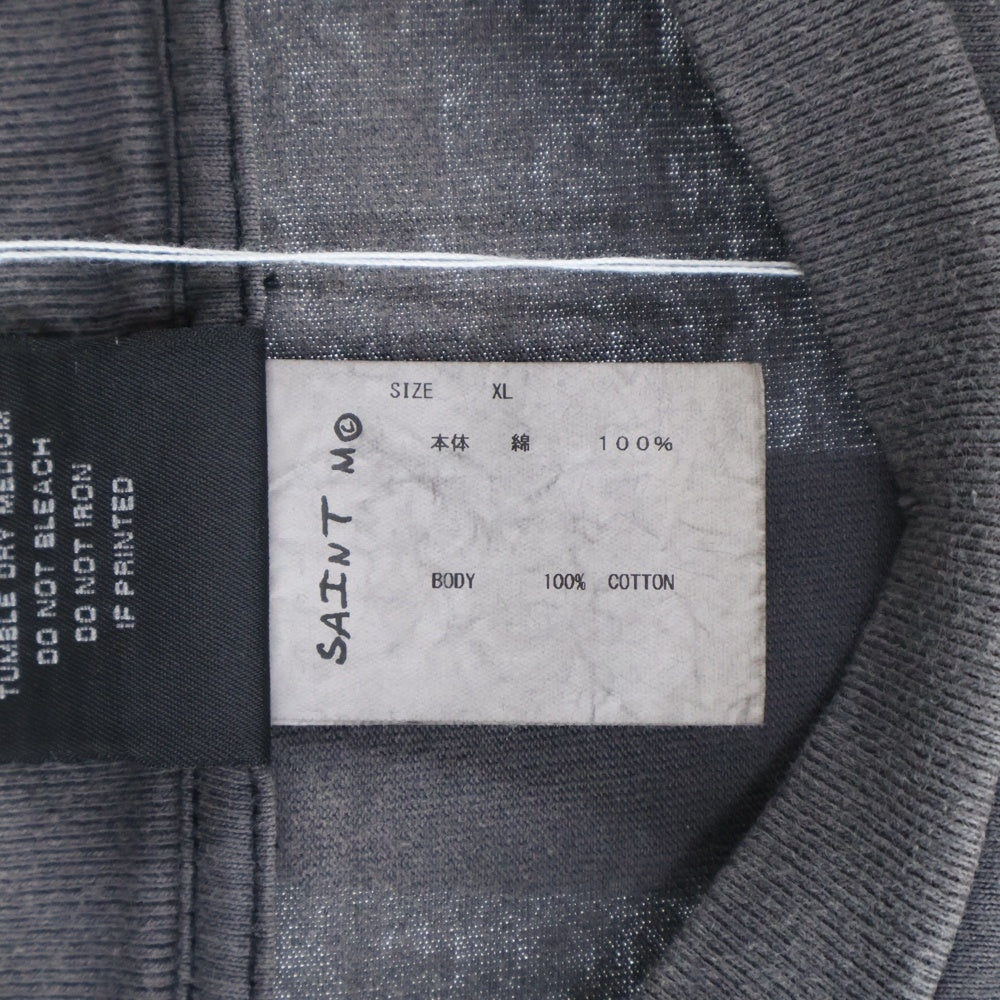 TUMBLE DRY MEDIUM
DO NOT BLEACH
DO NOT IRON
IF PRINTED
SAINT M©
SIZE XL
本体 綿 100%
BODY 100% COTTON